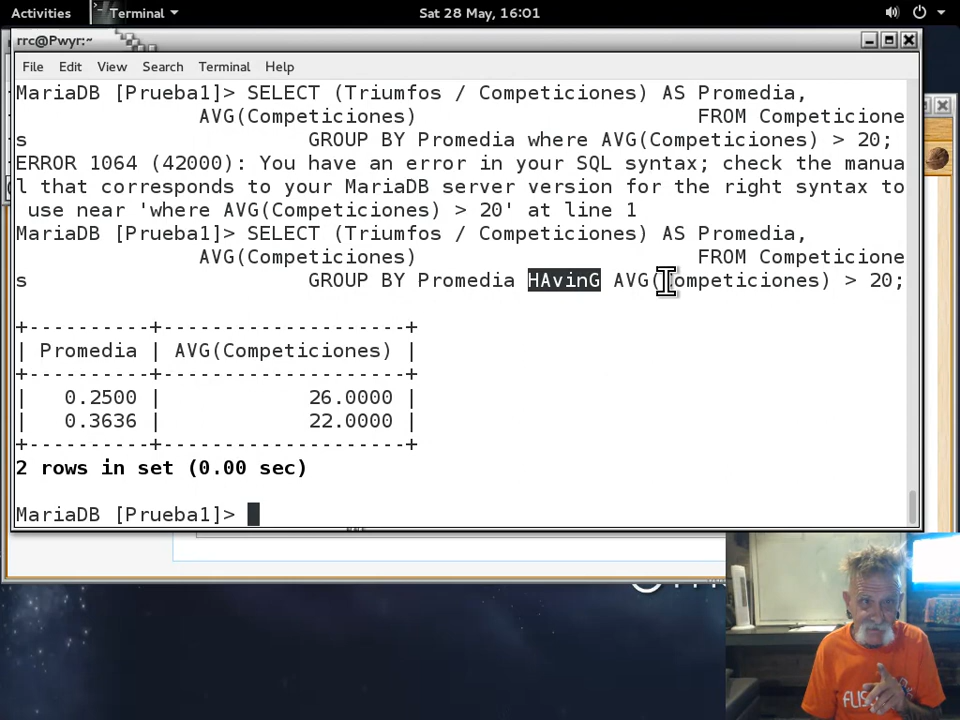 Activities Terminal Sat 28 May, 16:01
rrc@Pwyr:~
File Edit View Search Terminal Help
MariaDB [Prueba1]> SELECT (Triumfos / Competiciones) AS Promedia,
AVG(Competiciones) FROM Competicione
s GROUP BY Promedia where AVG(Competiciones) > 20;
ERROR 1064 (42000): You have an error in your SQL syntax; check the manua
l that corresponds to your MariaDB server version for the right syntax to
use near 'where AVG(Competiciones) > 20' at line 1
MariaDB [Prueba1]> SELECT (Triumfos / Competiciones) AS Promedia,
AVG(Competiciones) FROM Competicione
s GROUP BY Promedia HAvinG AVG(Competiciones) > 20;
+----------+--------------------+
| Promedia | AVG(Competiciones) |
+----------+--------------------+
| 0.2500 | 26.0000 |
| 0.3636 | 22.0000 |
+----------+--------------------+
2 rows in set (0.00 sec)
MariaDB [Prueba1]>